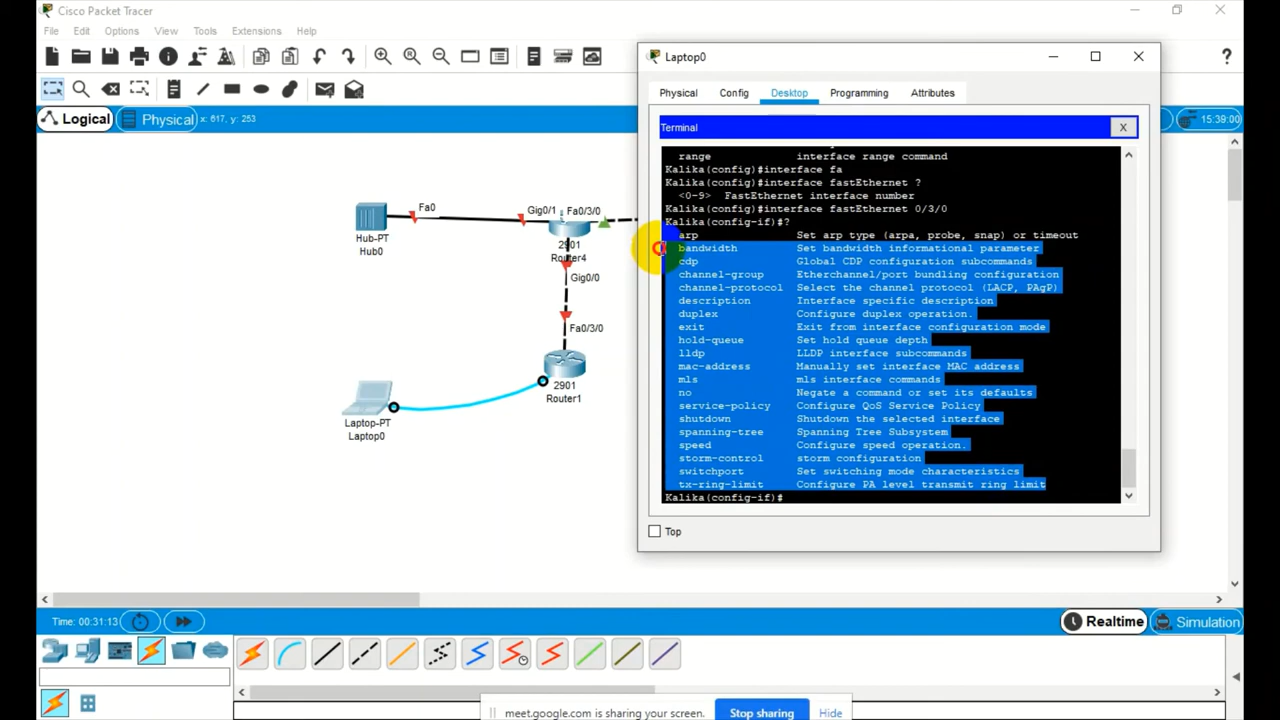 Cisco Packet Tracer
File Edit Options View Tools Extensions Help
Logical
Physical
x: 617, y: 253
15:39:00
Hub-PT
Hub0
Fa0
Gig0/1
Fa0/3/0
2901
Router4
Gig0/0
Fa0/3/0
2901
Router1
Laptop-PT
Laptop0
Laptop0
Physical Config Desktop Programming Attributes
Terminal
X
range interface range command
Kalika(config)#interface fa
Kalika(config)#interface fastEthernet ?
<0-9> FastEthernet interface number
Kalika(config)#interface fastEthernet 0/3/0
Kalika(config-if)#?
arp Set arp type (arpa, probe, snap) or timeout
bandwidth Set bandwidth informational parameter
cdp Global CDP configuration subcommands
channel-group Etherchannel/port bundling configuration
channel-protocol Select the channel protocol (LACP, PAgP)
description Interface specific description
duplex Configure duplex operation.
exit Exit from interface configuration mode
hold-queue Set hold queue depth
lldp LLDP interface subcommands
mac-address Manually set interface MAC address
mls mls interface commands
no Negate a command or set its defaults
service-policy Configure QoS Service Policy
shutdown Shutdown the selected interface
spanning-tree Spanning Tree Subsystem
speed Configure speed operation.
storm-control storm configuration
switchport Set switching mode characteristics
tx-ring-limit Configure PA level transmit ring limit
Kalika(config-if)#
Top
Time: 00:31:13
Realtime
Simulation
meet.google.com is sharing your screen.
Stop sharing
Hide